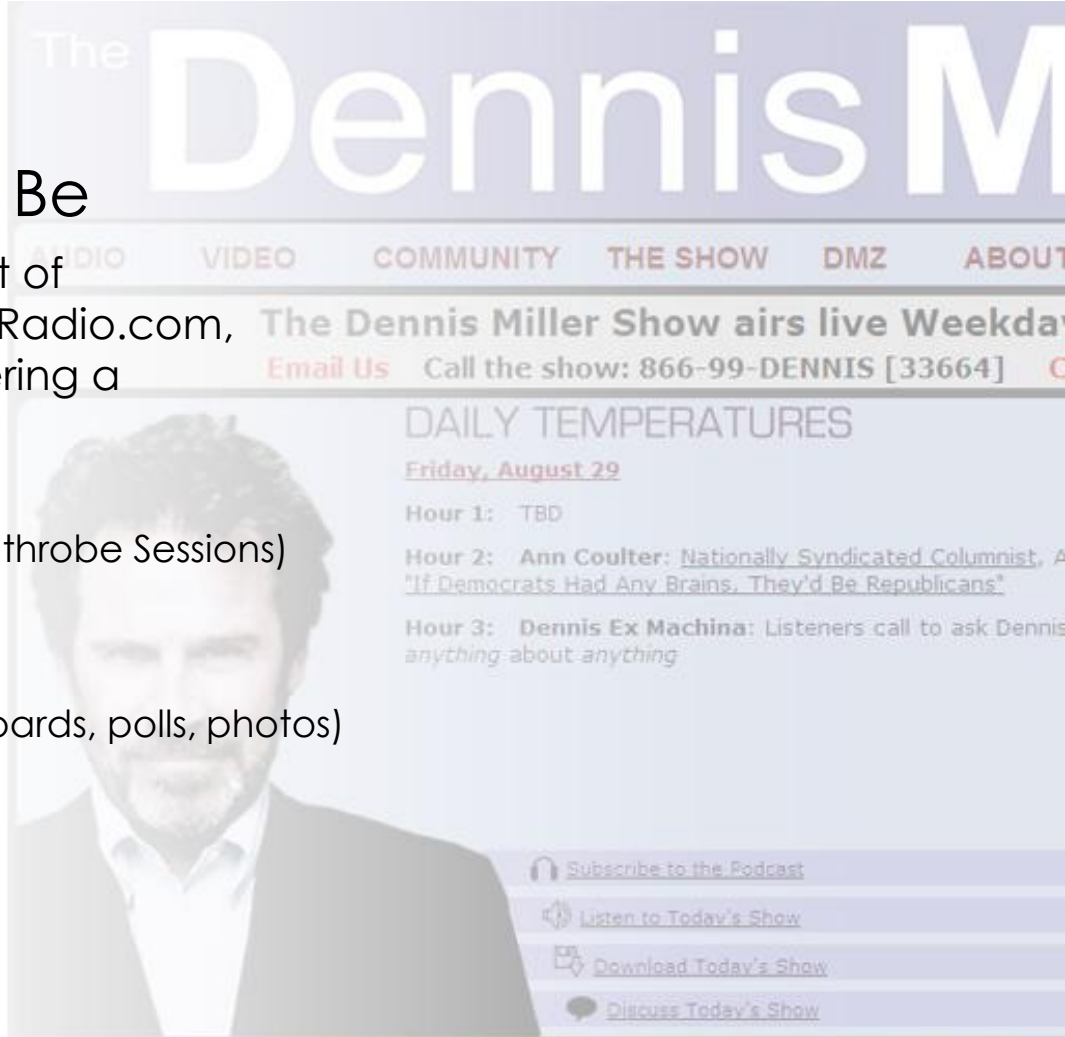 The Dennis M
Be
AUDIO VIDEO COMMUNITY THE SHOW DMZ ABOUT
t of
Radio.com,
ering a
The Dennis Miller Show airs live Weekday
Email Us Call the show: 866-99-DENNIS [33664] C
DAILY TEMPERATURES
Friday, August 29
Hour 1: TBD
throbe Sessions)
Hour 2: Ann Coulter: Nationally Syndicated Columnist, A
"If Democrats Had Any Brains, They'd Be Republicans"
Hour 3: Dennis Ex Machina: Listeners call to ask Dennis
anything about anything
oards, polls, photos)
Subscribe to the Podcast
Listen to Today's Show
Download Today's Show
Discuss Today's Show